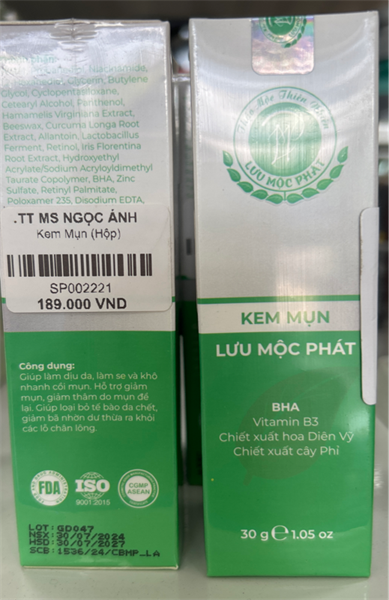 Niacinamide,
Glycerin, Butylene
Glycol, Cyclopentasiloxane,
Cetearyl Alcohol, Panthenol,
Hamamelis Virginiana Extract,
Beeswax, Curcuma Longa Root
Extract, Allantoin, Lactobacillus
Ferment, Retinol, Iris Florentina
Root Extract, Hydroxyethyl
Acrylate/Sodium Acryloyldimethyl
Taurate Copolymer, BHA, Zinc
Sulfate, Retinyl Palmitate,
Poloxamer 235, Disodium EDTA,
.TT MS NGỌC ÁNH
Kem Mụn (Hộp)
SP002221
189.000 VND
Công dụng:
Giúp làm dịu da, làm se và khô
nhanh cồi mụn. Hỗ trợ giảm
mụn, giảm thâm do mụn để
lại. Giúp loại bỏ tế bào da chết,
giảm bã nhờn dư thừa ra khỏi
các lỗ chân lông.
FDA
ISO
9001:2015
CGMP
ASEAN
LOT: GD047
NSX: 30/07/2024
HSD: 30/07/2027
SCB: 1536/24/CBMP_LA
Thảo Mộc Thiên Nhiên
LƯU MỘC PHÁT
KEM MỤN
LƯU MỘC PHÁT
BHA
Vitamin B3
Chiết xuất hoa Diên Vỹ
Chiết xuất cây Phỉ
30 g ℮ 1.05 oz